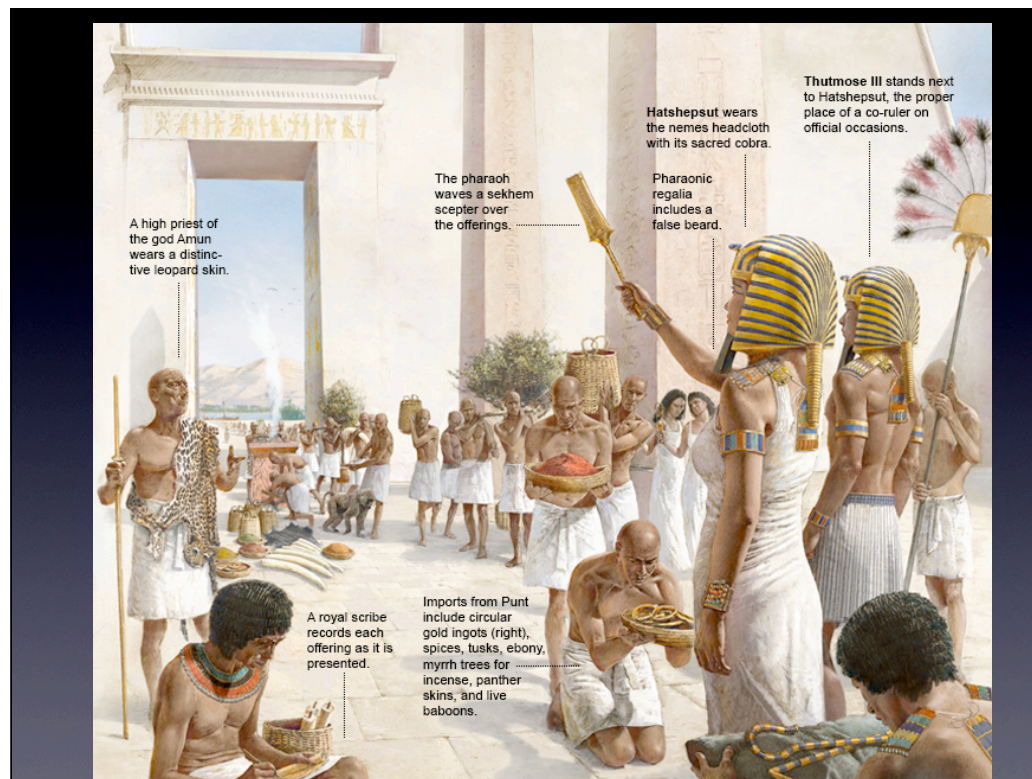 A high priest of
the god Amun
wears a distinc-
tive leopard skin.
The pharaoh
waves a sekhem
scepter over
the offerings.
Hatshepsut wears
the nemes headcloth
with its sacred cobra.
Pharaonic
regalia
includes a
false beard.
Thutmose III stands next
to Hatshepsut, the proper
place of a co-ruler on
official occasions.
A royal scribe
records each
offering as it is
presented.
Imports from Punt
include circular
gold ingots (right),
spices, tusks, ebony,
myrrh trees for
incense, panther
skins, and live
baboons.